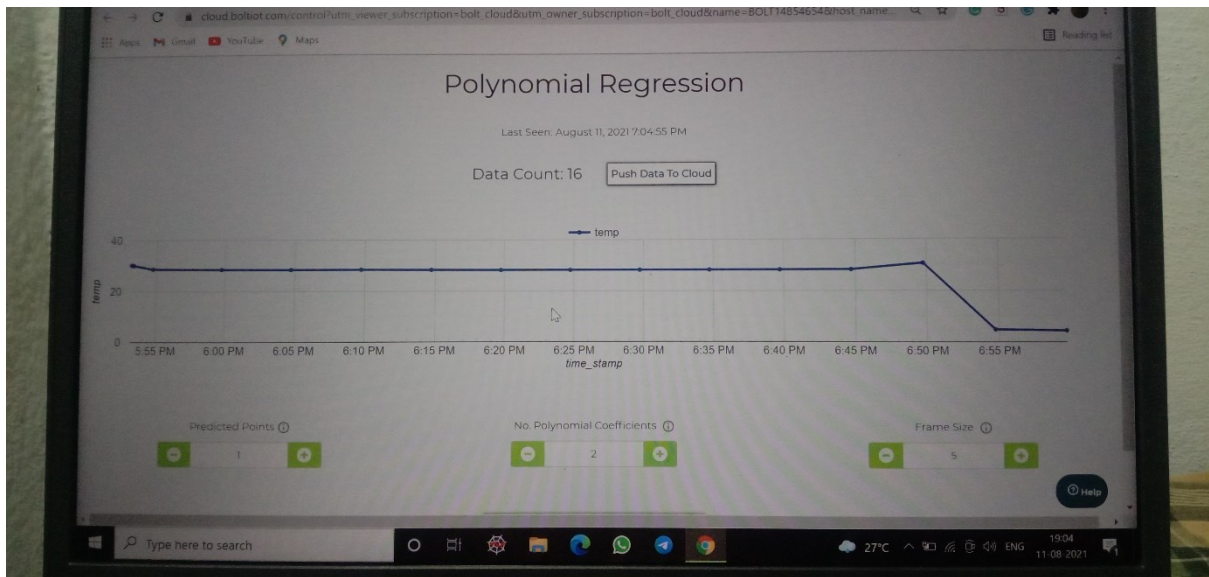 cloud.boltiot.com/control?utm_viewer_subscription=bolt_cloud&utm_owner_subscription=bolt_cloud&name=BOLT14854654&host_name...
Apps Gmail YouTube Maps Reading list
Polynomial Regression
Last Seen: August 11, 2021 7:04:55 PM
Data Count: 16 Push Data To Cloud
temp
40
20
0
temp
5:55 PM 6:00 PM 6:05 PM 6:10 PM 6:15 PM 6:20 PM 6:25 PM 6:30 PM 6:35 PM 6:40 PM 6:45 PM 6:50 PM 6:55 PM
time_stamp
Predicted Points No. Polynomial Coefficients Frame Size
1 2 5
Help
Type here to search 27°C ENG 19:04
11-08-2021